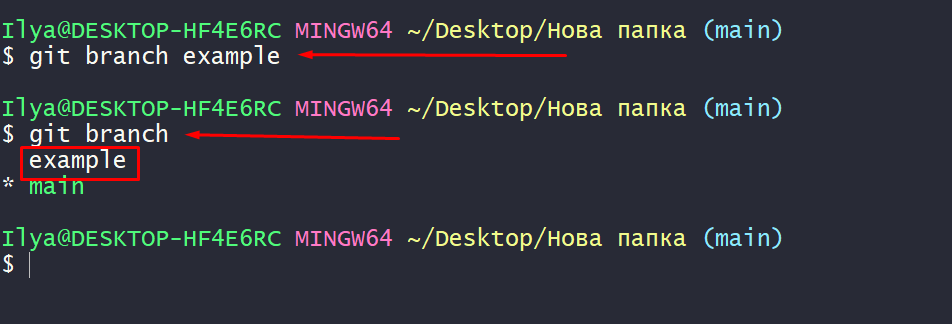 Ilya@DESKTOP-HF4E6RC MINGW64 ~/Desktop/Нова папка (main)
$ git branch example
Ilya@DESKTOP-HF4E6RC MINGW64 ~/Desktop/Нова папка (main)
$ git branch
example
* main
Ilya@DESKTOP-HF4E6RC MINGW64 ~/Desktop/Нова папка (main)
$